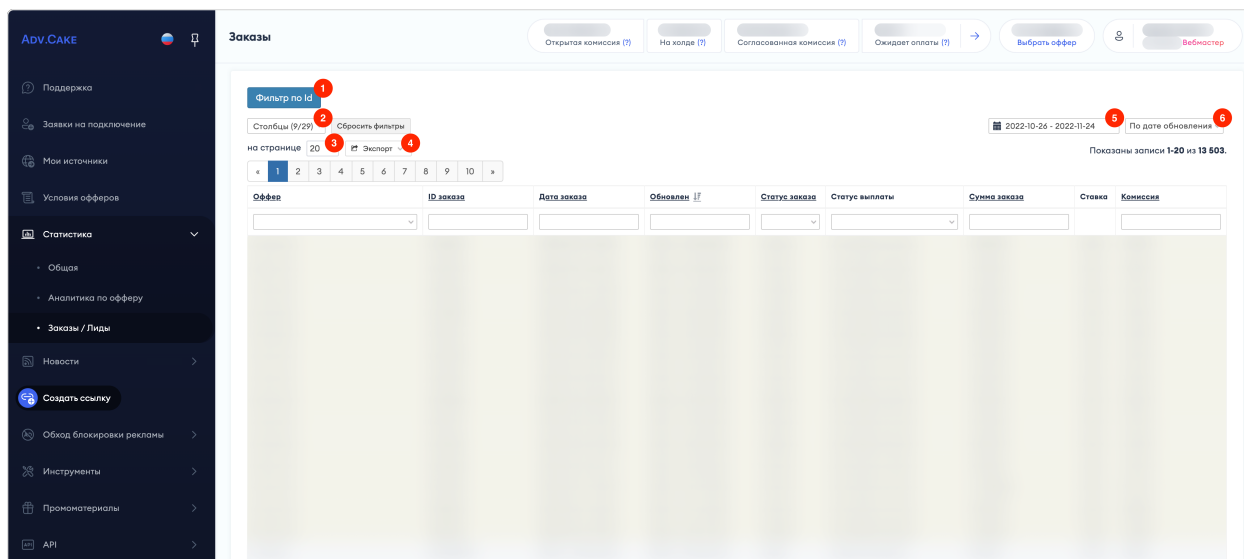 ADV.CAKE
Поддержка
Заявки на подключение
Мои источники
Условия офферов
Статистика
Общая
Аналитика по офферу
Заказы / Лиды
Новости
Создать ссылку
Обход блокировки рекламы
Инструменты
Промоматериалы
API
Заказы
Открытая комиссия (?)
На холде (?)
Согласованная комиссия (?)
Ожидает оплаты (?)
Выбрать оффер
Вебмастер
Фильтр по Id 1
Столбцы (9/29) 2 Сбросить фильтры
2022-10-26 - 2022-11-24 5 По дате обновления 6
на странице 20 3 Экспорт 4
Показаны записи 1-20 из 13 503.
« 1 2 3 4 5 6 7 8 9 10 »
Оффер ID заказа Дата заказа Обновлен Статус заказа Статус выплаты Сумма заказа Ставка Комиссия